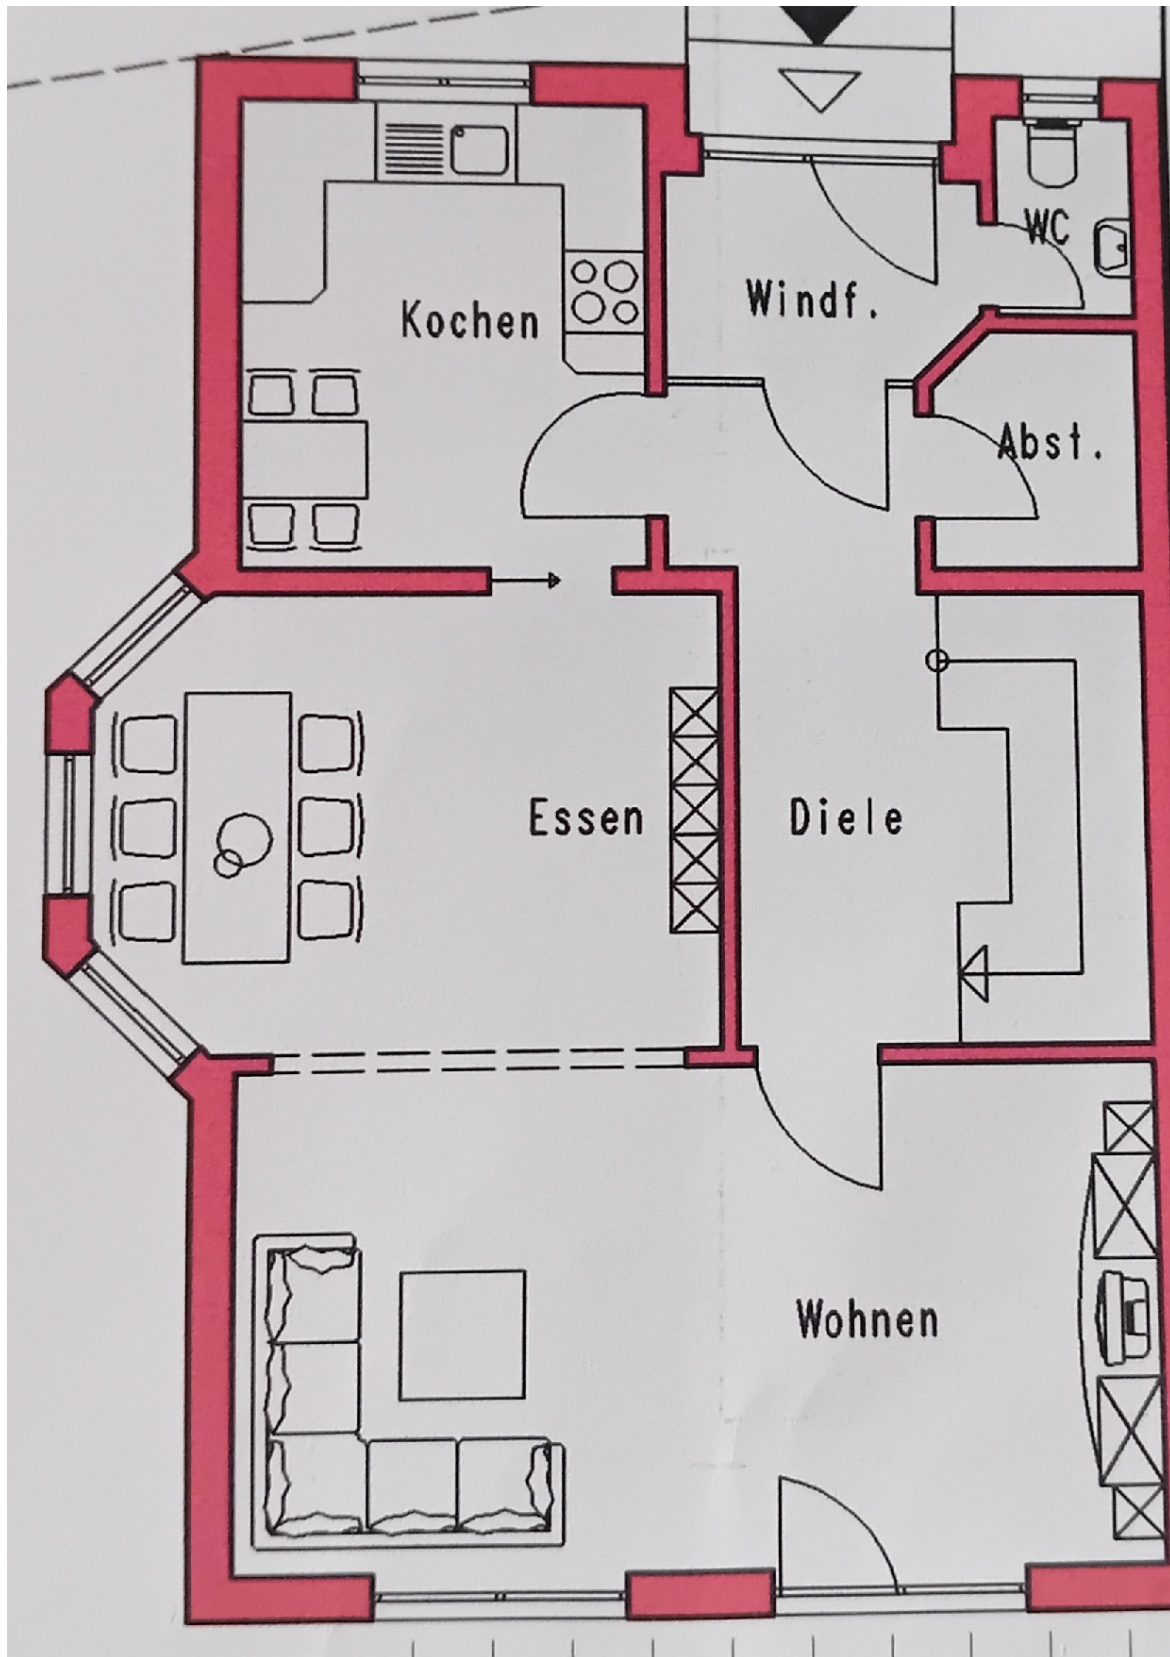 WC
Windf.
Kochen
Abst.
Essen
Diele
Wohnen